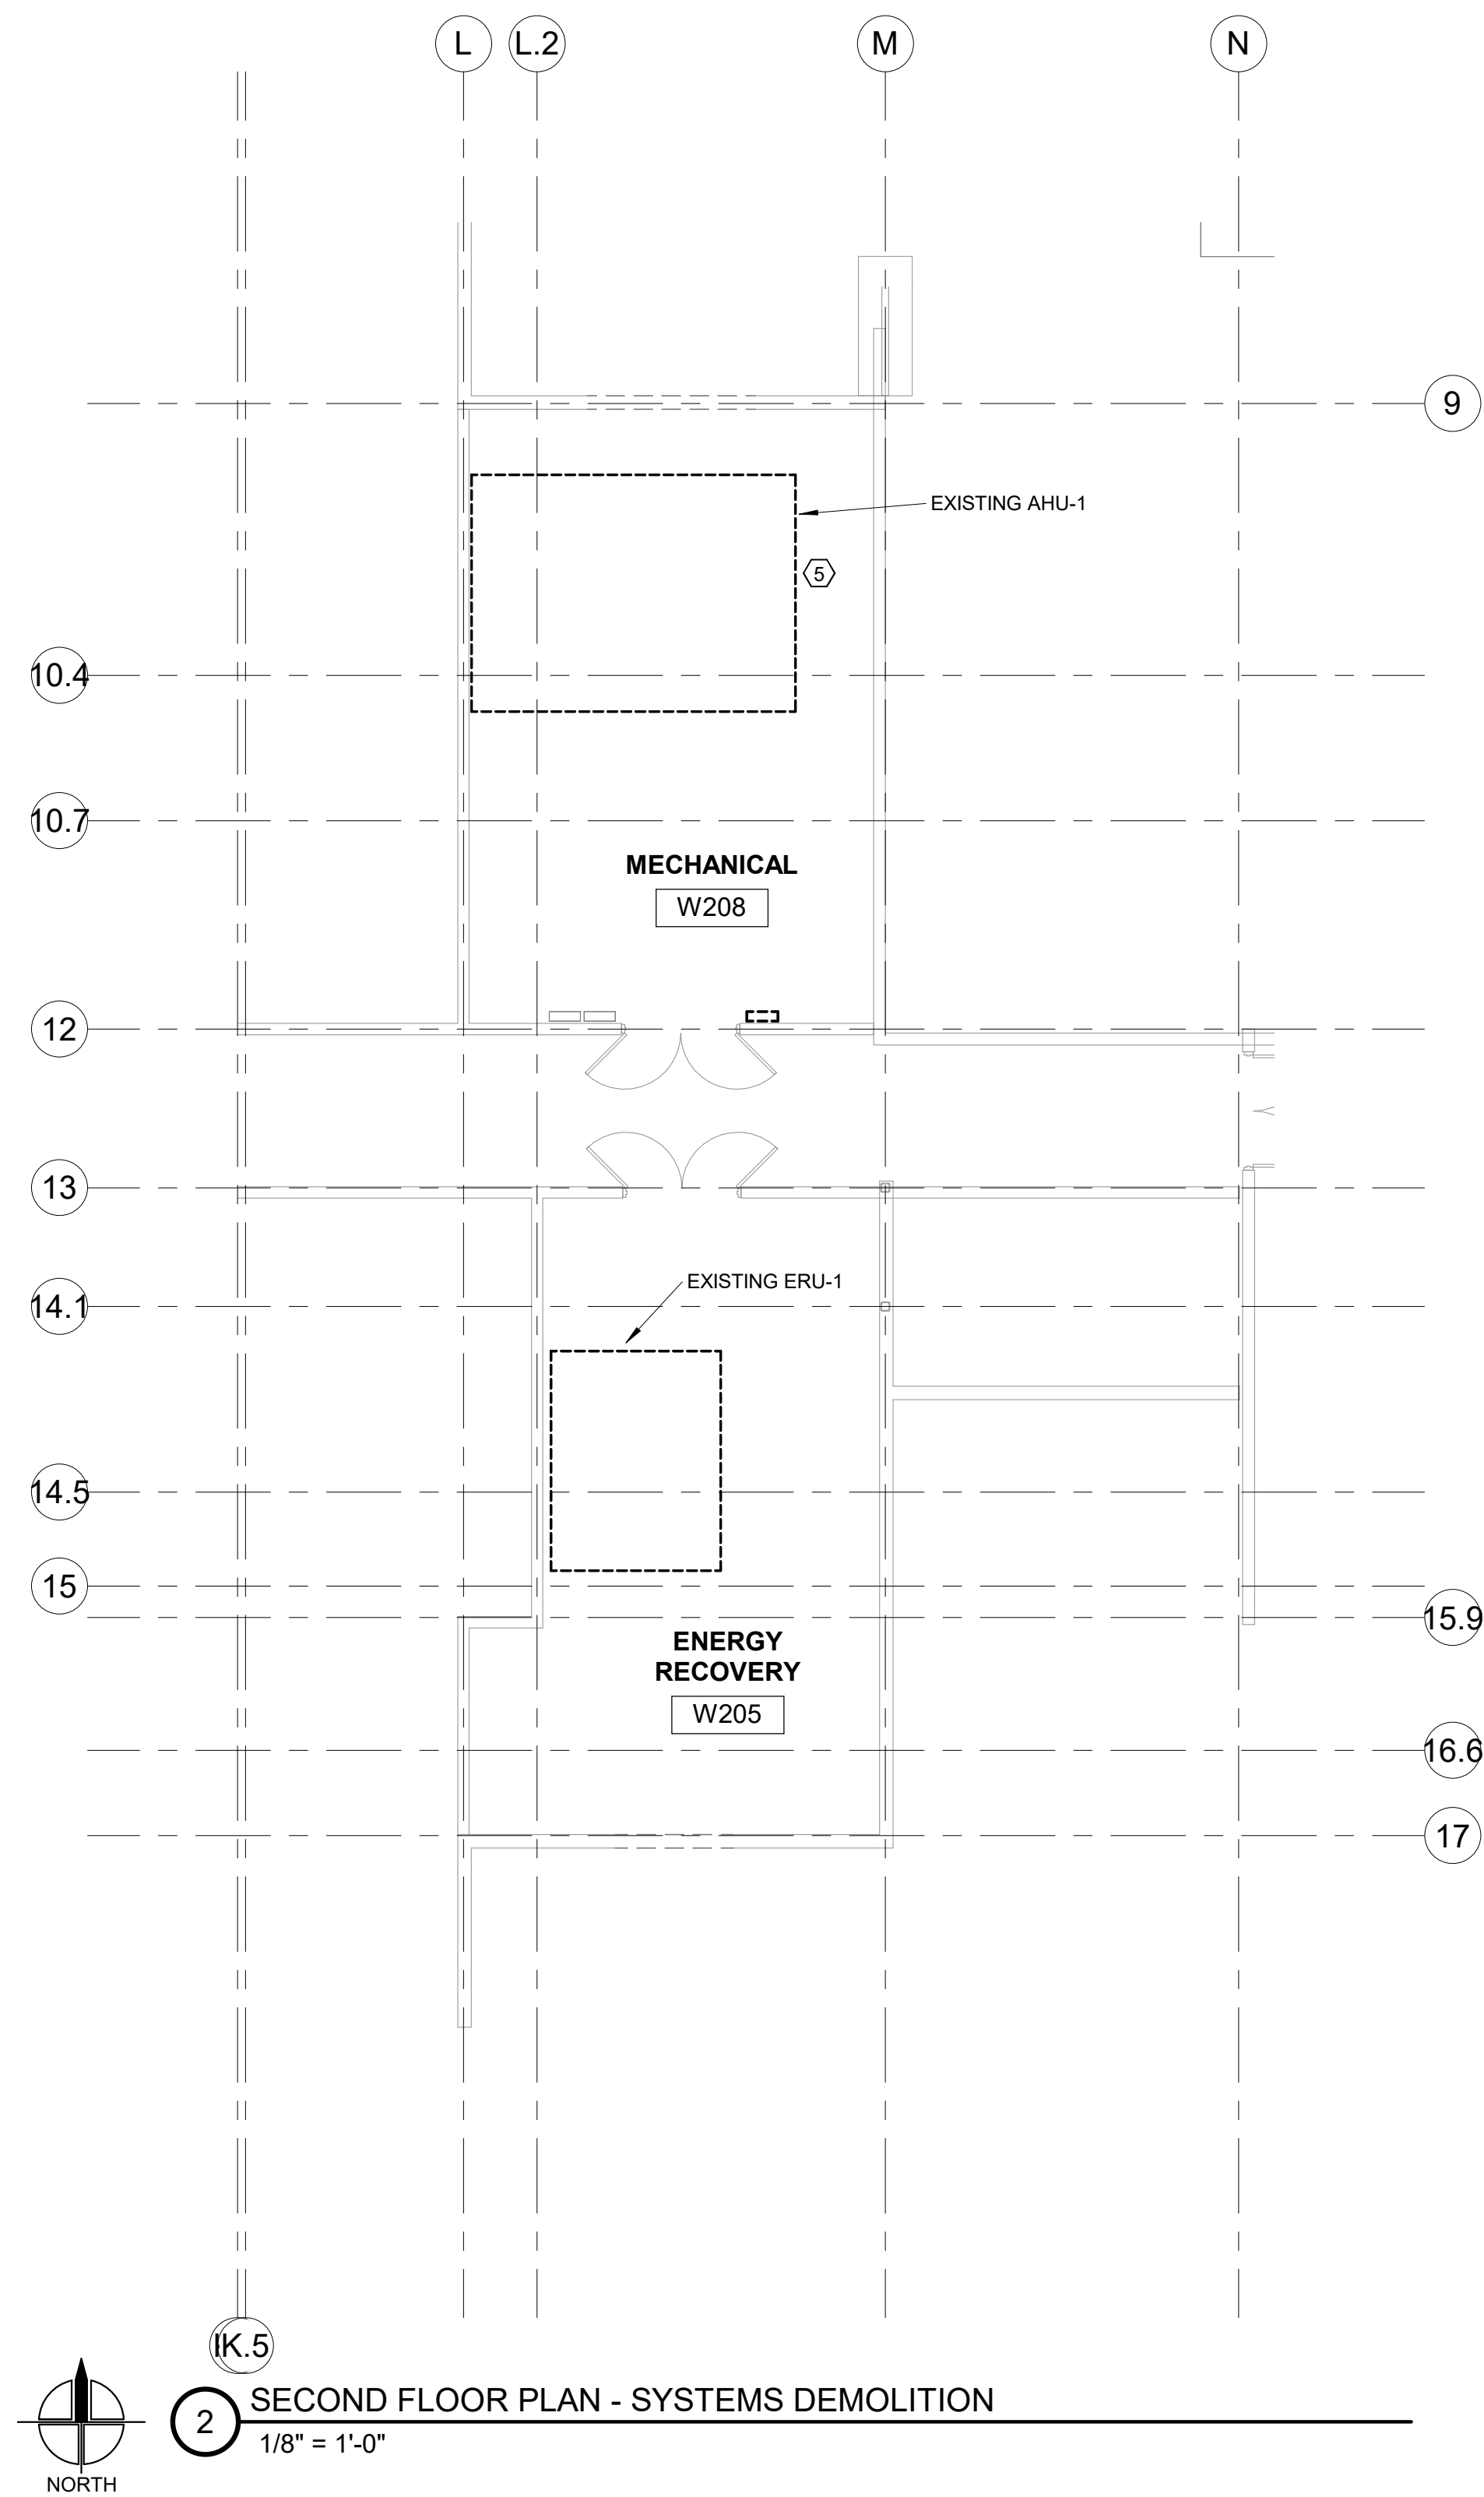 L
L.2
M
N
9
EXISTING AHU-1
5
10.4
10.7
MECHANICAL
W208
12
13
EXISTING ERU-1
14.1
14.5
15
15.9
ENERGY
RECOVERY
W205
16.6
17
K.5
2
SECOND FLOOR PLAN - SYSTEMS DEMOLITION
1/8" = 1'-0"
NORTH